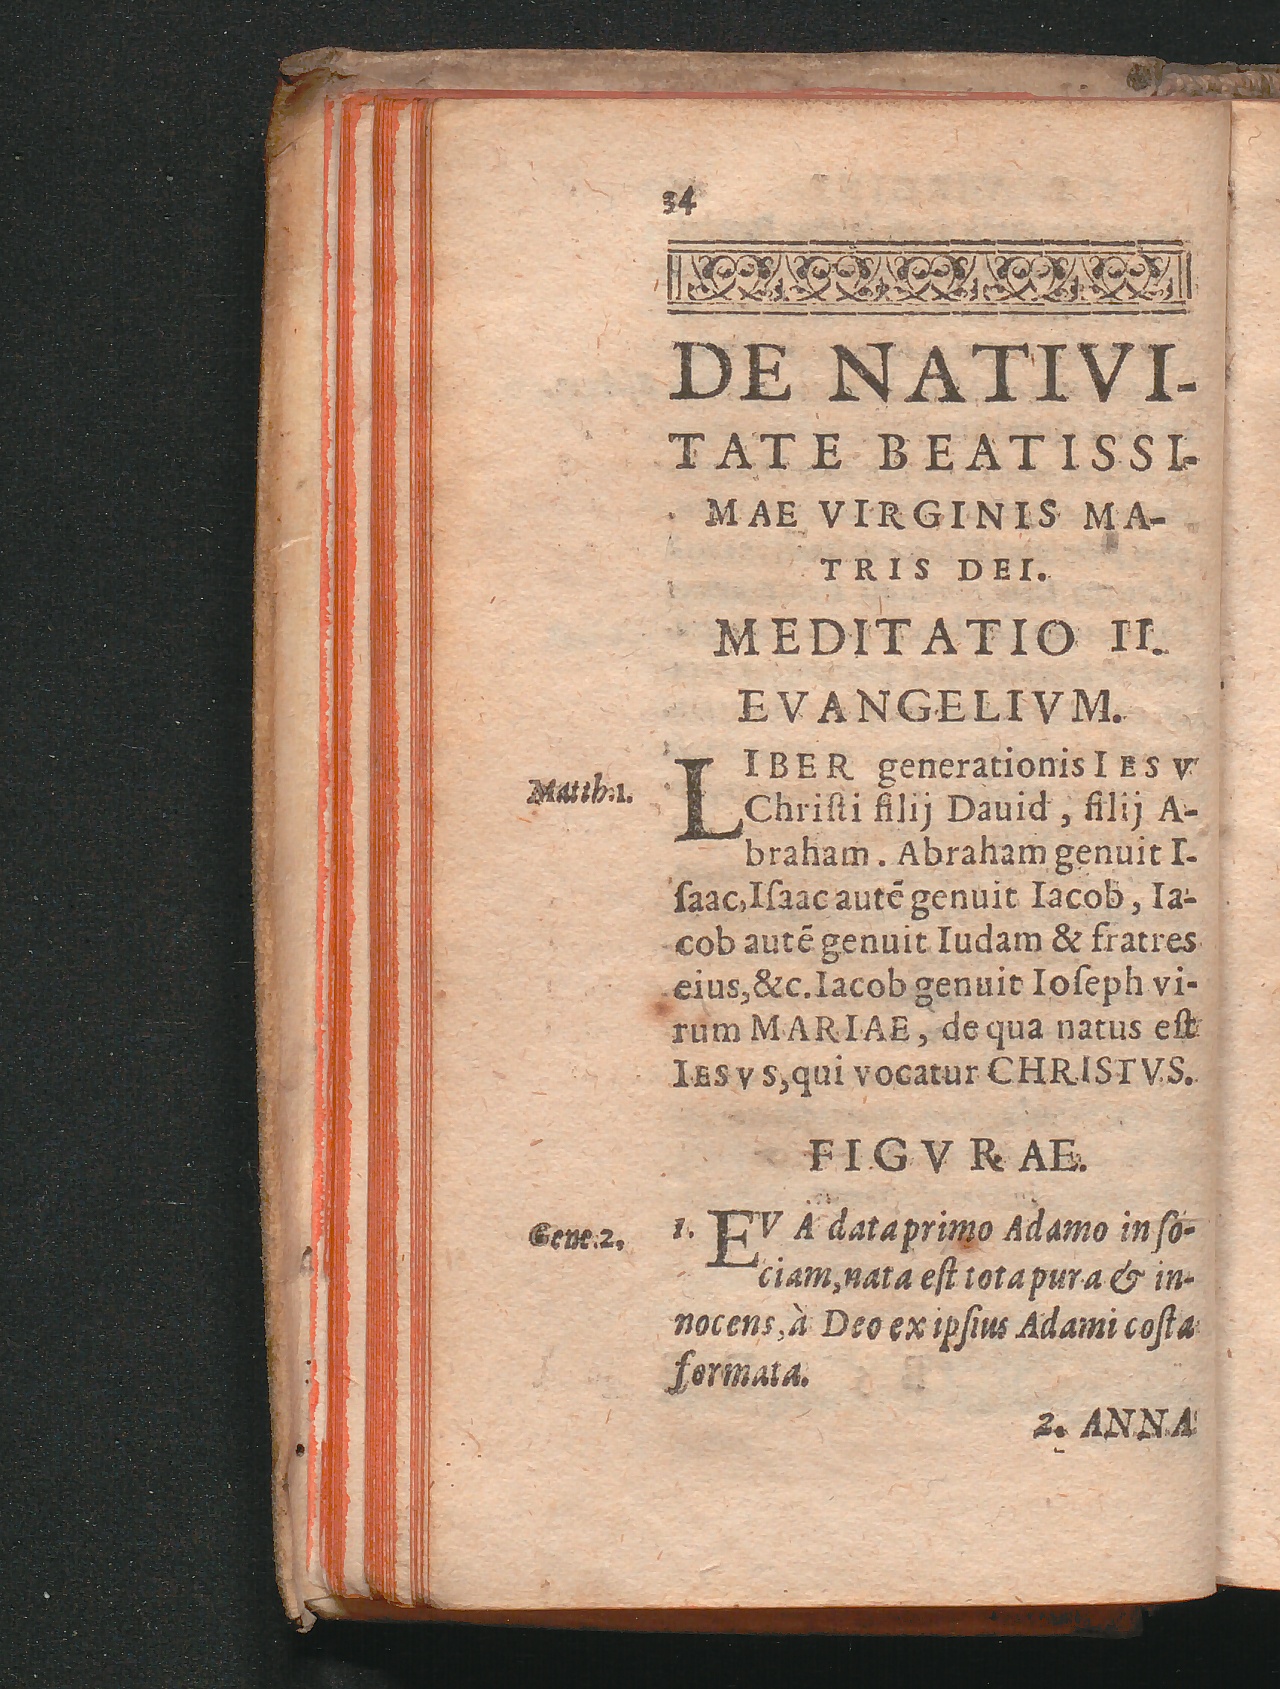 34
DE NATIVI-
TATE BEATISSI-
MAE VIRGINIS MA-
TRIS DEI.
MEDITATIO II.
EVANGELIVM.
Matth.1.
LIBER generationis IESV
Christi filij Dauid, filij A-
braham. Abraham genuit I-
ſaac, Iſaac autē genuit Iacob, Ia-
cob autē genuit Iudam & fratres
eius, &c. Iacob genuit Ioſeph vi-
rum MARIAE, de qua natus eſt
IESVS, qui vocatur CHRISTVS.
FIGVRAE.
Gene.2.
1. EVA data primo Adamo in ſo-
ciam, nata eſt tota pura & in-
nocens, à Deo ex ipſius Adami coſta
formata.
2. ANNA